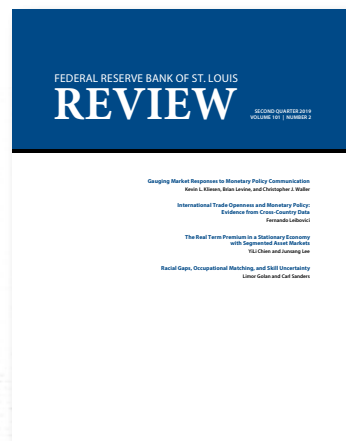 FEDERAL RESERVE BANK OF ST. LOUIS
REVIEW
SECOND QUARTER 2019
VOLUME 101 | NUMBER 2
Gauging Market Responses to Monetary Policy Communication
Kevin L. Kliesen, Brian Levine, and Christopher J. Waller
International Trade Openness and Monetary Policy:
Evidence from Cross-Country Data
Fernando Leibovici
The Real Term Premium in a Stationary Economy
with Segmented Asset Markets
YiLi Chien and Junsang Lee
Racial Gaps, Occupational Matching, and Skill Uncertainty
Limor Golan and Carl Sanders